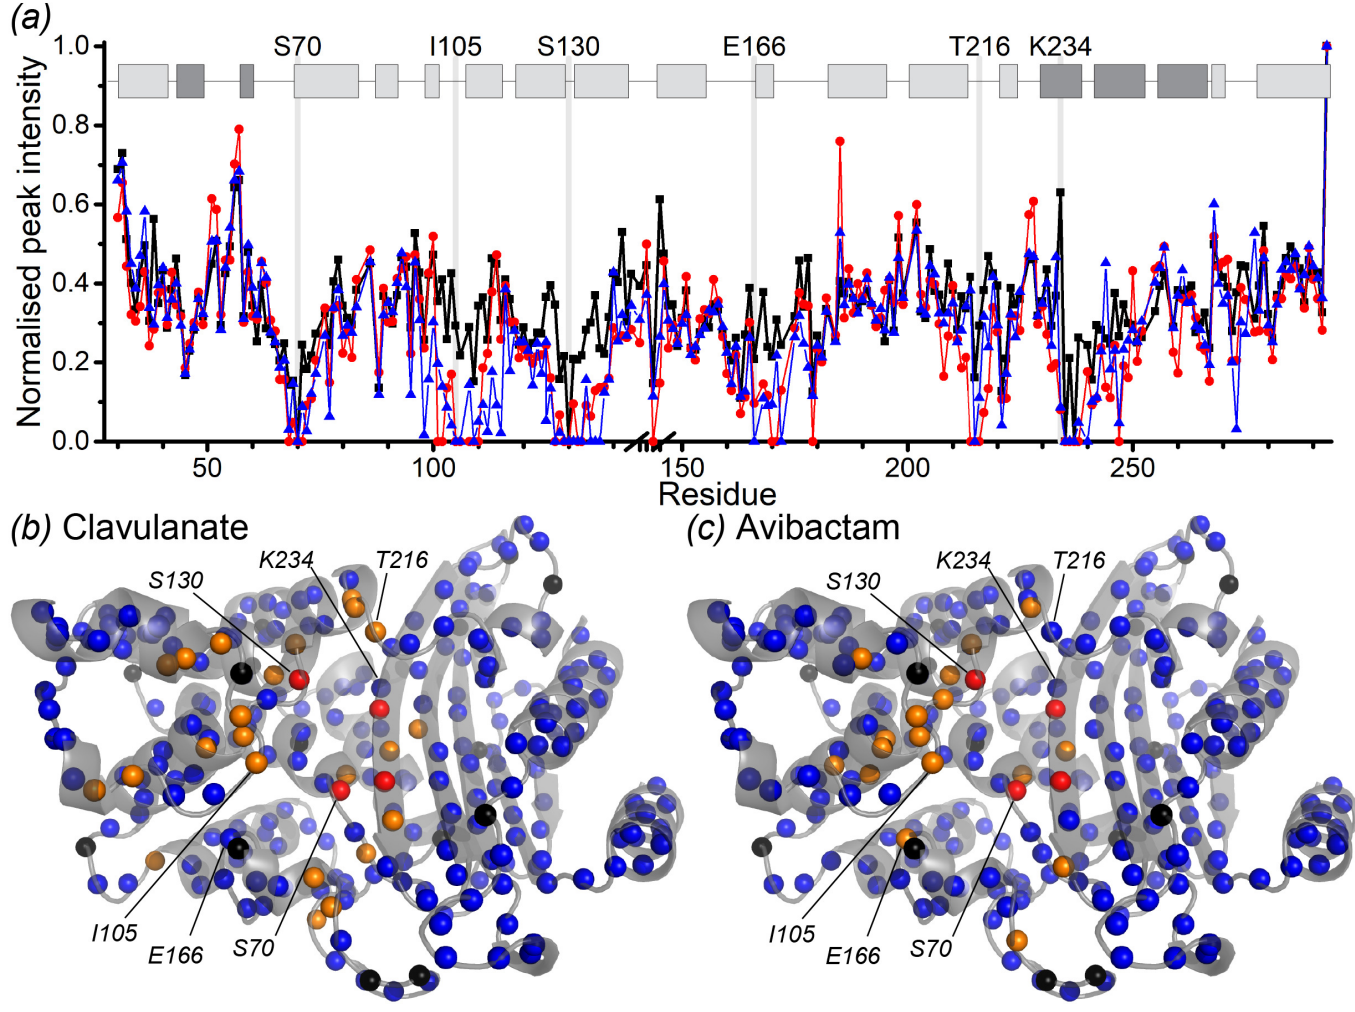 (a)
S70 I105 S130 E166 T216 K234
Normalised peak intensity
1.0
0.8
0.6
0.4
0.2
0.0
50 100 150 200 250
Residue
(b) Clavulanate
S130
K234
T216
I105
E166
S70
(c) Avibactam
S130
K234
T216
I105
E166
S70